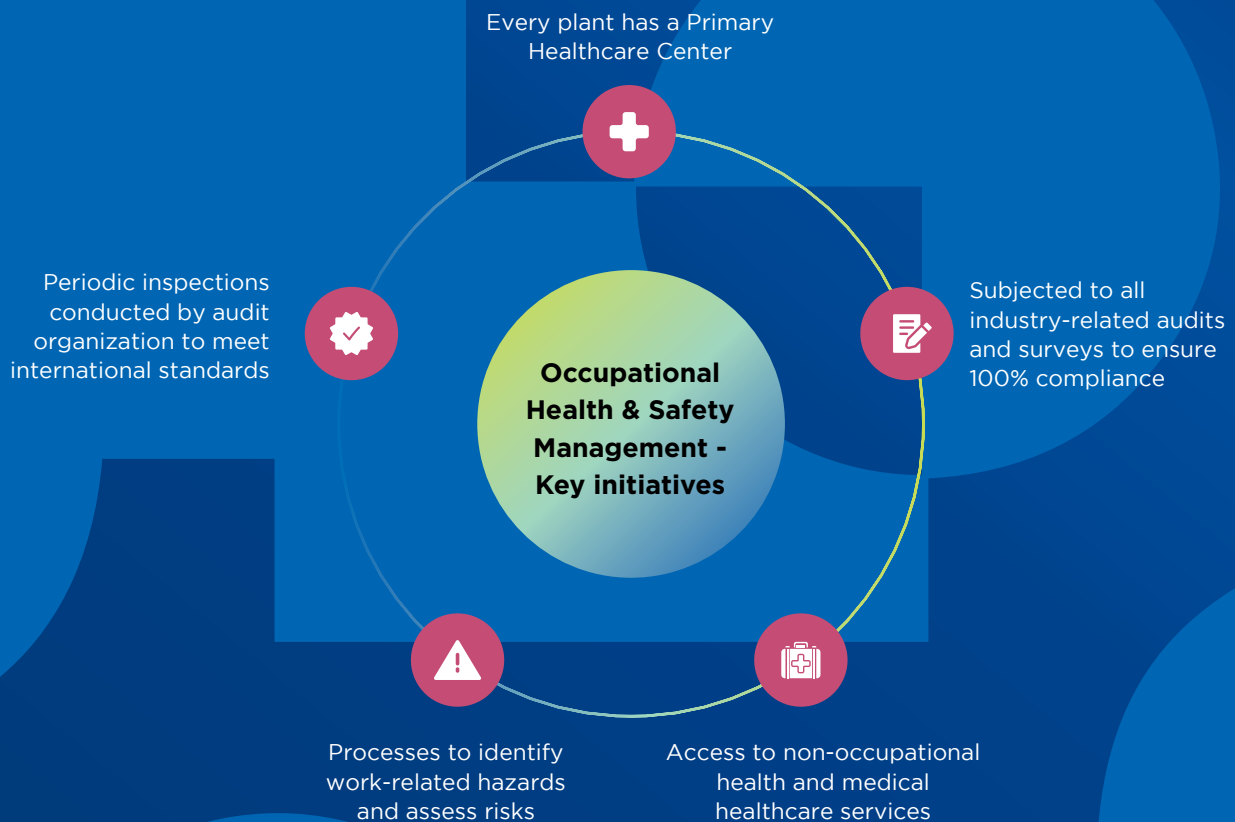 Every plant has a Primary
Healthcare Center
Subjected to all
industry-related audits
and surveys to ensure
100% compliance
Access to non-occupational
health and medical
healthcare services
Processes to identify
work-related hazards
and assess risks
Periodic inspections
conducted by audit
organization to meet
international standards
Occupational
Health & Safety
Management -
Key initiatives